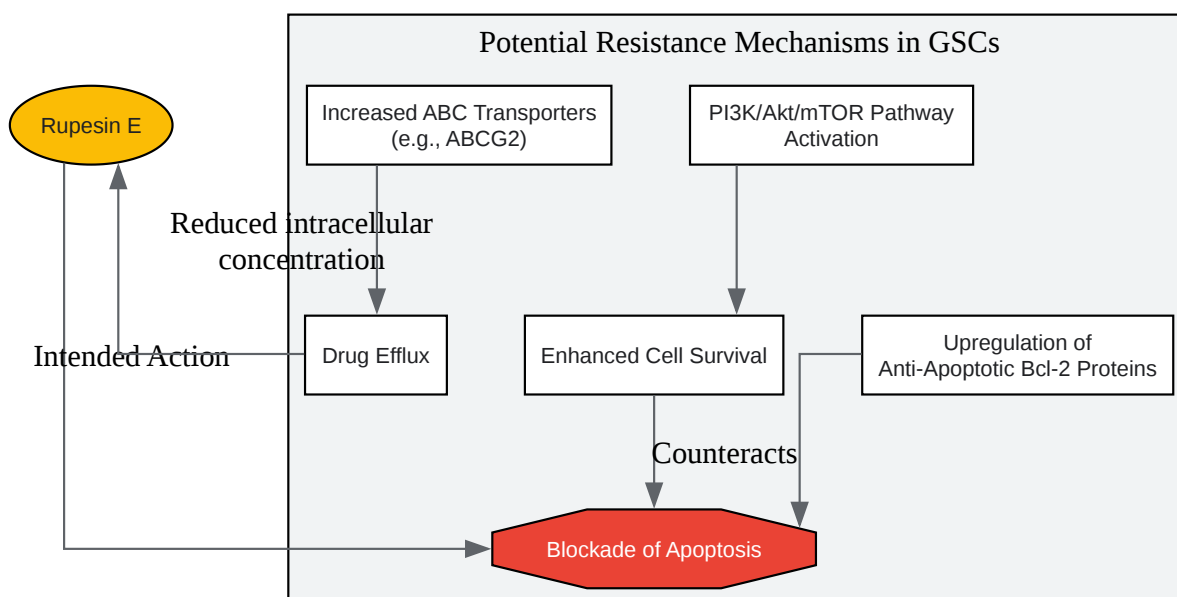 Potential Resistance Mechanisms in GSCs
Rupesin E
Increased ABC Transporters
(e.g., ABCG2)
PI3K/Akt/mTOR Pathway
Activation
Reduced intracellular
concentration
Intended Action
Drug Efflux
Enhanced Cell Survival
Upregulation of
Anti-Apoptotic Bcl-2 Proteins
Counteracts
Blockade of Apoptosis